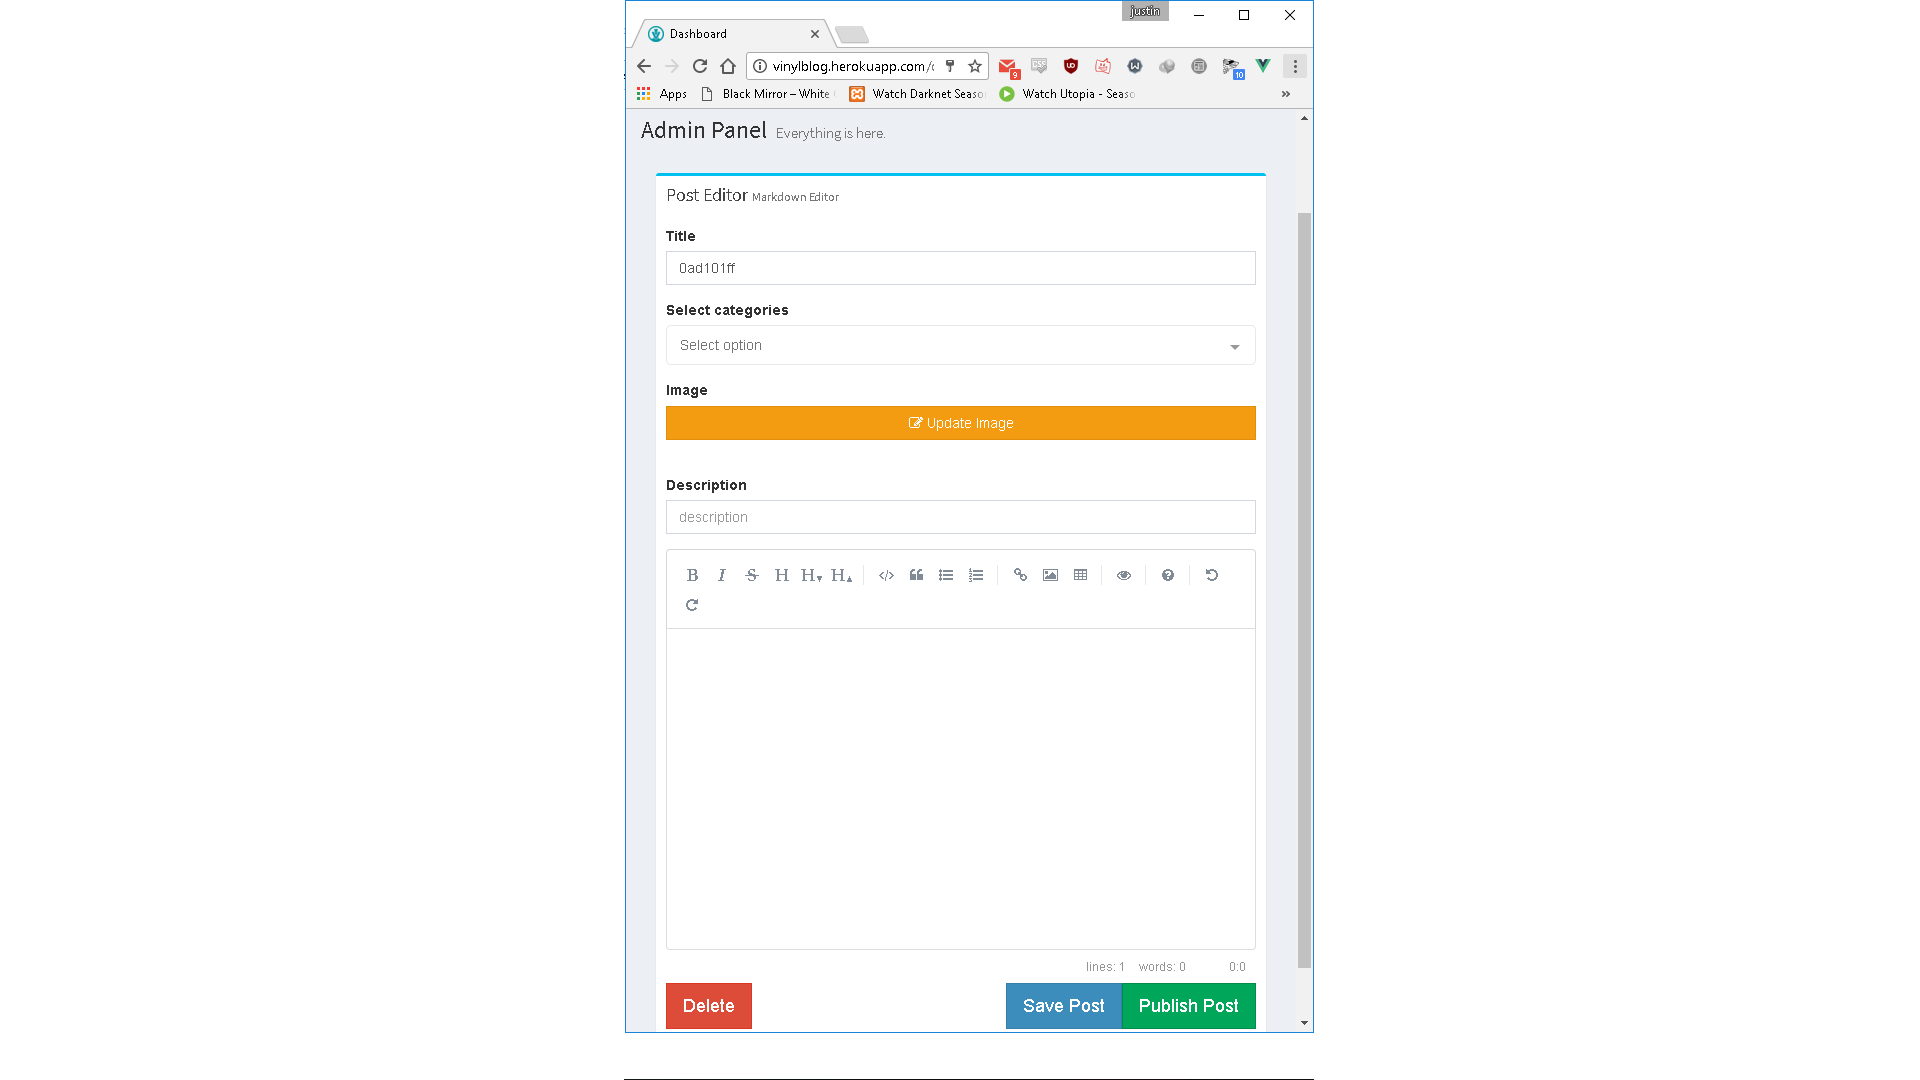 justin
Dashboard
vinylblog.herokuapp.com/
9
10
Apps
Black Mirror – White
Watch Darknet Seaso
Watch Utopia - Seaso
»
Admin Panel Everything is here.
Post Editor Markdown Editor
Title
0ad101ff
Select categories
Select option
Image
Update Image
Description
description
B I S H H H
lines: 1 words: 0 0:0
Delete
Save Post
Publish Post